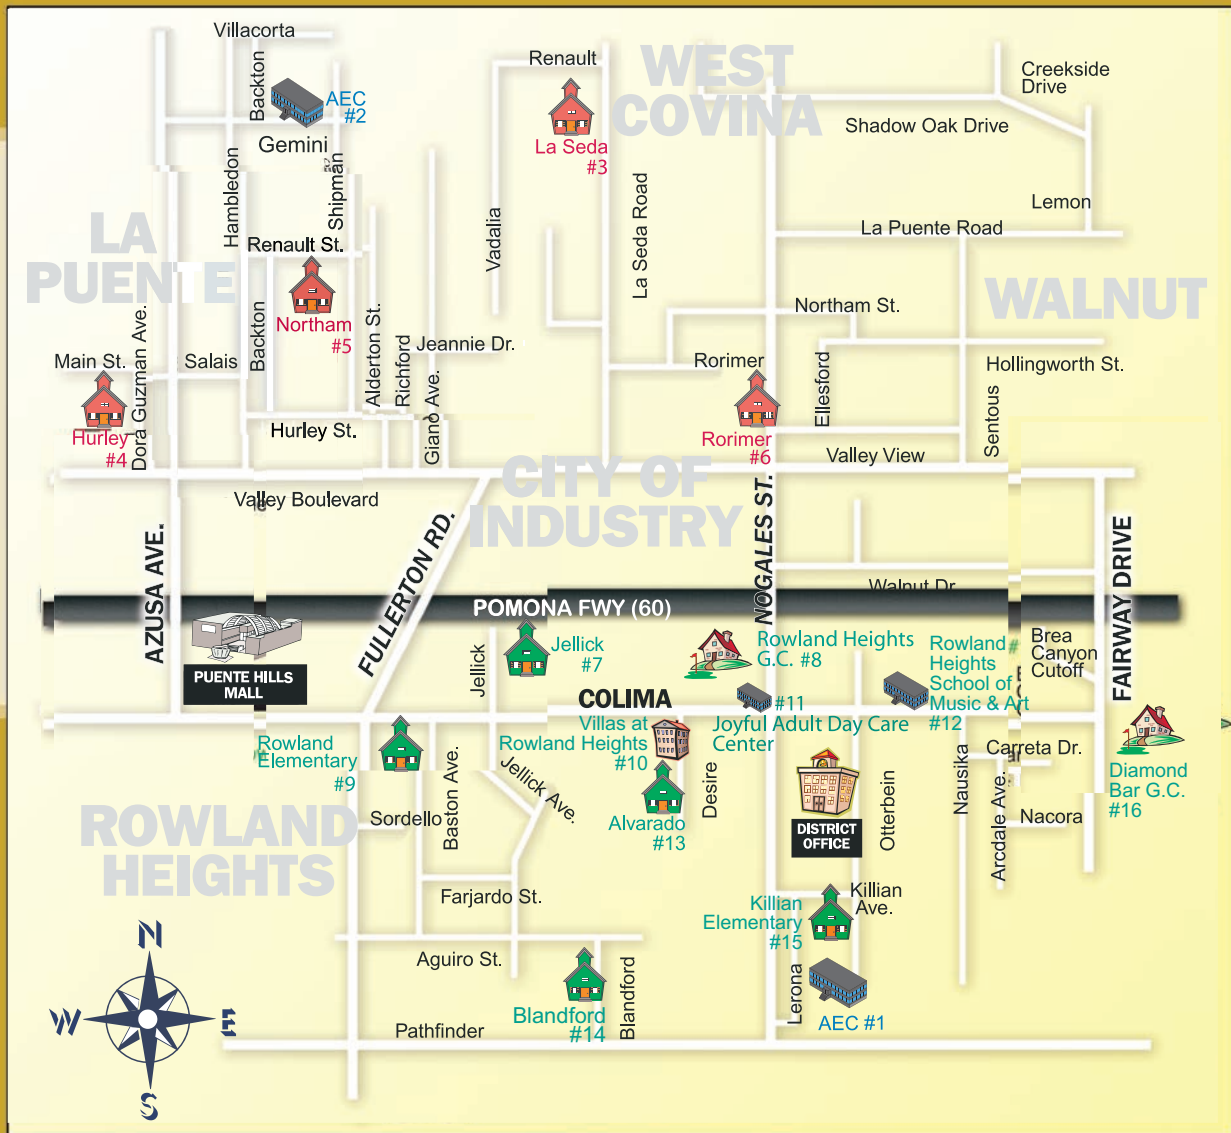 Villacorta
Backton
AEC
#2
Gemini
Hambledon
Shipman
Renault
WEST
COVINA
La Seda
#3
Creekside
Drive
Shadow Oak Drive
Lemon
La Puente Road
LA
PUENTE
Renault St.
Northam
#5
Vadalia
La Seda Road
WALNUT
Northam St.
Main St.
Dora Guzman Ave.
Salais
Backton
Alderton St.
Richford
Jeannie Dr.
Giano Ave.
Rorimer
Ellesford
Hollingworth St.
Sentous
Hurley
#4
Hurley St.
Rorimer
#6
Valley View
Valley Boulevard
CITY OF
INDUSTRY
AZUSA AVE.
FULLERTON RD.
NOGALES ST.
FAIRWAY DRIVE
Walnut Dr
POMONA FWY (60)
PUENTE HILLS
MALL
Jellick
Jellick
#7
Rowland Heights
G.C. #8
Rowland
Heights
School of
Music & Art
#12
#
Brea
Canyon
Cutoff
COLIMA
#11
Joyful Adult Day Care
Center
Villas at
Rowland Heights
#10
Rowland
Elementary
#9
Baston Ave.
Jellick Ave.
Desire
Alvarado
#13
DISTRICT
OFFICE
Otterbein
Nausika
Carreta Dr.
Arcdale Ave.
Nacora
Diamond
Bar G.C.
#16
ROWLAND
HEIGHTS
Sordello
Farjardo St.
Killian
Elementary
#15
Killian
Ave.
Aguiro St.
Blandford
#14
Blandford
Lerona
AEC #1
Pathfinder
N
W
E
S